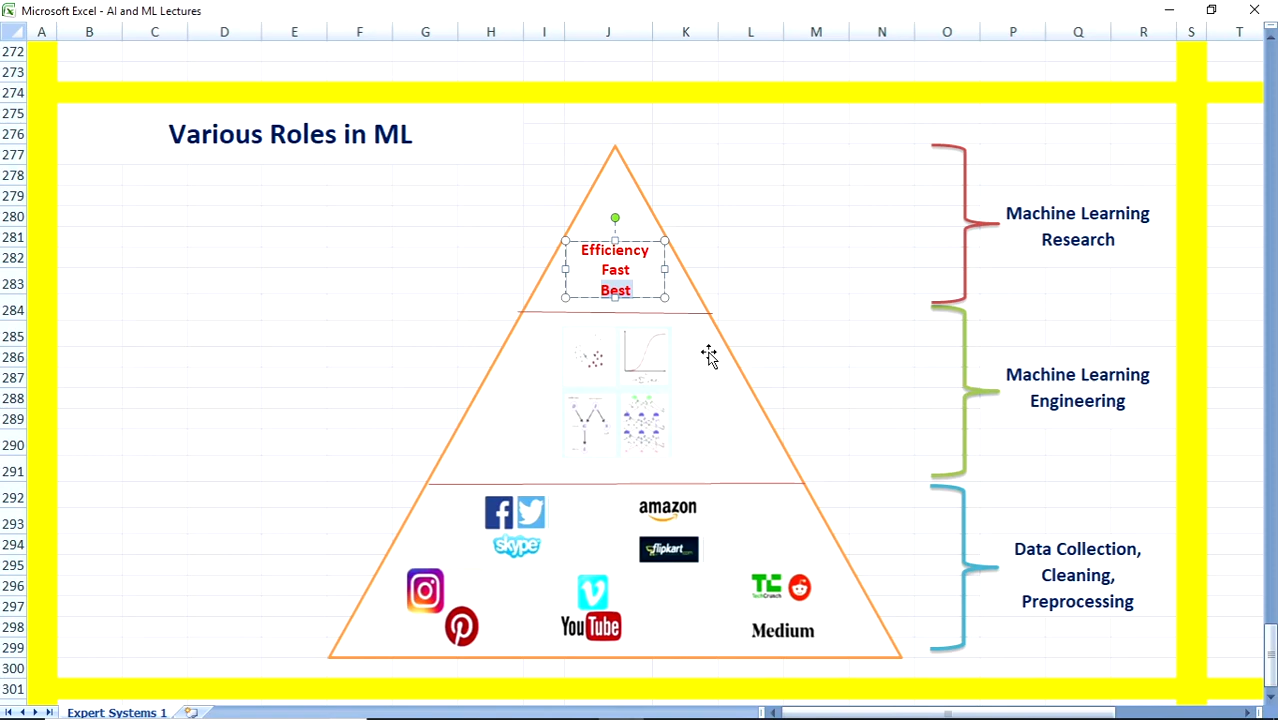 Microsoft Excel - AI and ML Lectures
A B C D E F G H I J K L M N O P Q R S T
272
273
274
275
276
277
278
279
280
281
282
283
284
285
286
287
288
289
290
291
292
293
294
295
296
297
298
299
300
301
Various Roles in ML
Efficiency
Fast
Best
Machine Learning
Research
Machine Learning
Engineering
amazon
skype
flipkart.com
Data Collection,
Cleaning,
Preprocessing
TC
TechCrunch
YouTube
Medium
Expert Systems 1